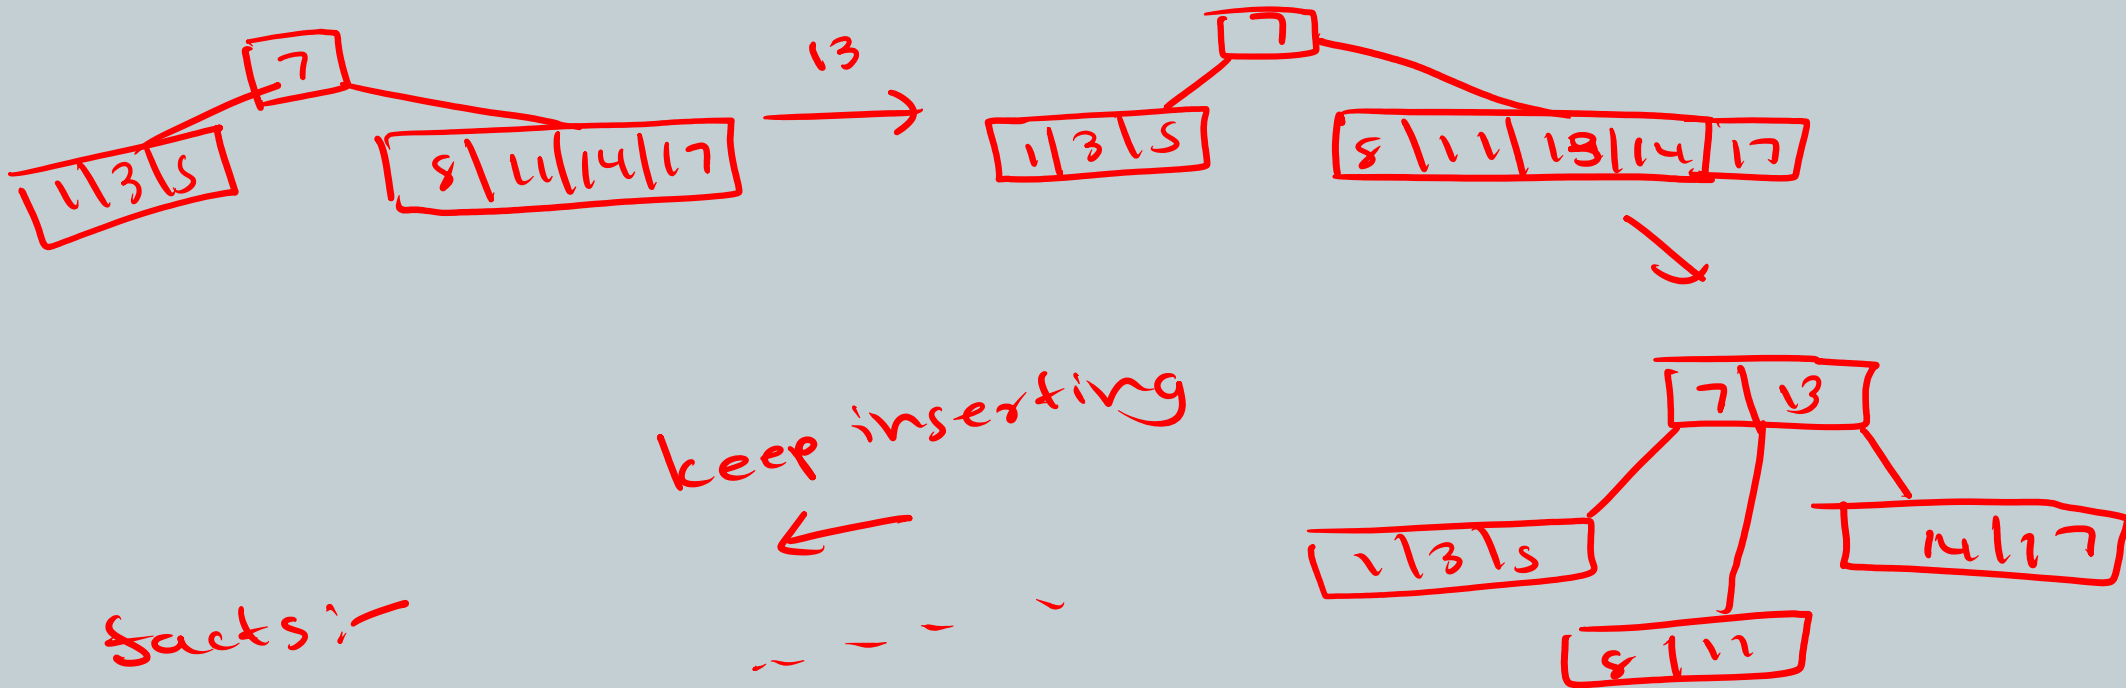 7
13
7
1 | 3 | 5
8 | 11 | 14 | 17
1 | 3 | 5
8 | 11 | 13 | 14 | 17
7 | 13
keep inserting
1 | 3 | 5
14 | 17
8 | 11
facts:-